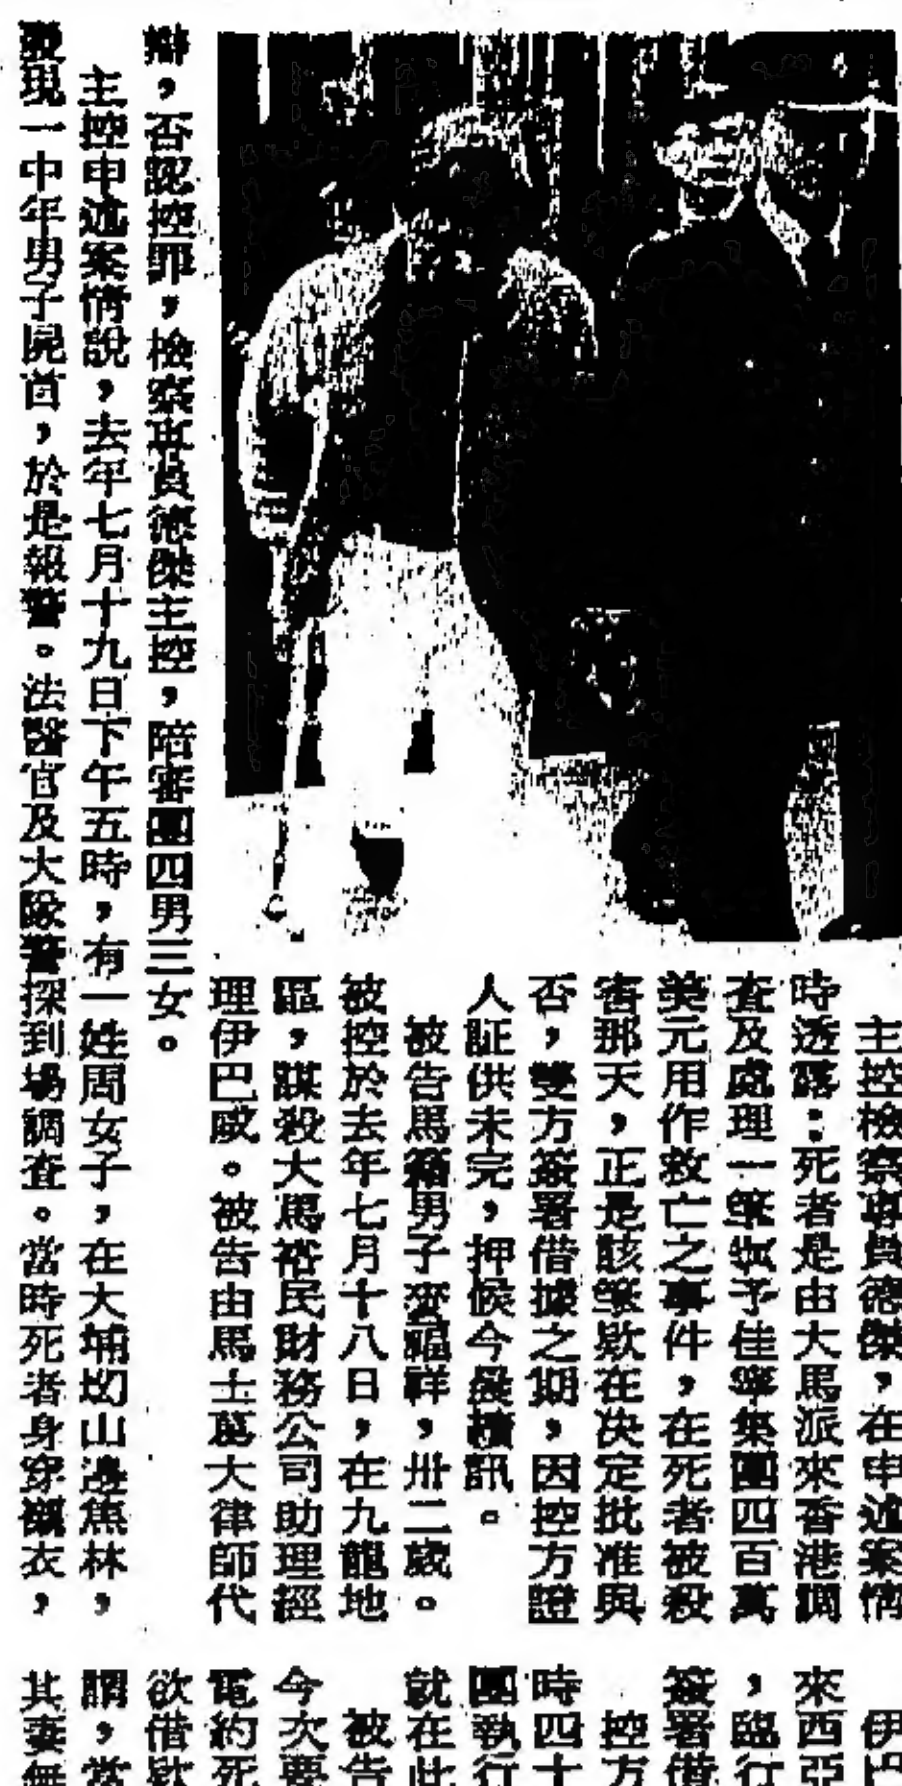 主控檢察專員德傑，在申述案情
時透露：死者是由大馬派來香港調
查及處理一筆欵予佳寧集團四百萬
美元用作救亡之事件，在死者被殺
害那天，正是該筆欵在決定批准與
否，雙方簽署借據之期，因控方證
人証供未完，押候今晨續訊。
被告馬籍男子麥福祥，卅二歲。
被控於去年七月十八日，在九龍地
區，謀殺大馬裕民財務公司助理經
理伊巴威。被告由馬士葛大律師代
辯，否認控罪，檢察專員德傑主控，陪審團四男三女。
主控申述案情說，去年七月十九日下午五時，有一姓周女子，在大埔㘭山邊蕉林，
發現一中年男子屍首，於是報警。法醫官及大隊警探到場調查。當時死者身穿襯衣，
伊巴
來西亞
，臨行
簽署借
控方
時四十
團執行
就在此
被告
今次要
電約死
欲借欵
謂，當
其妻無